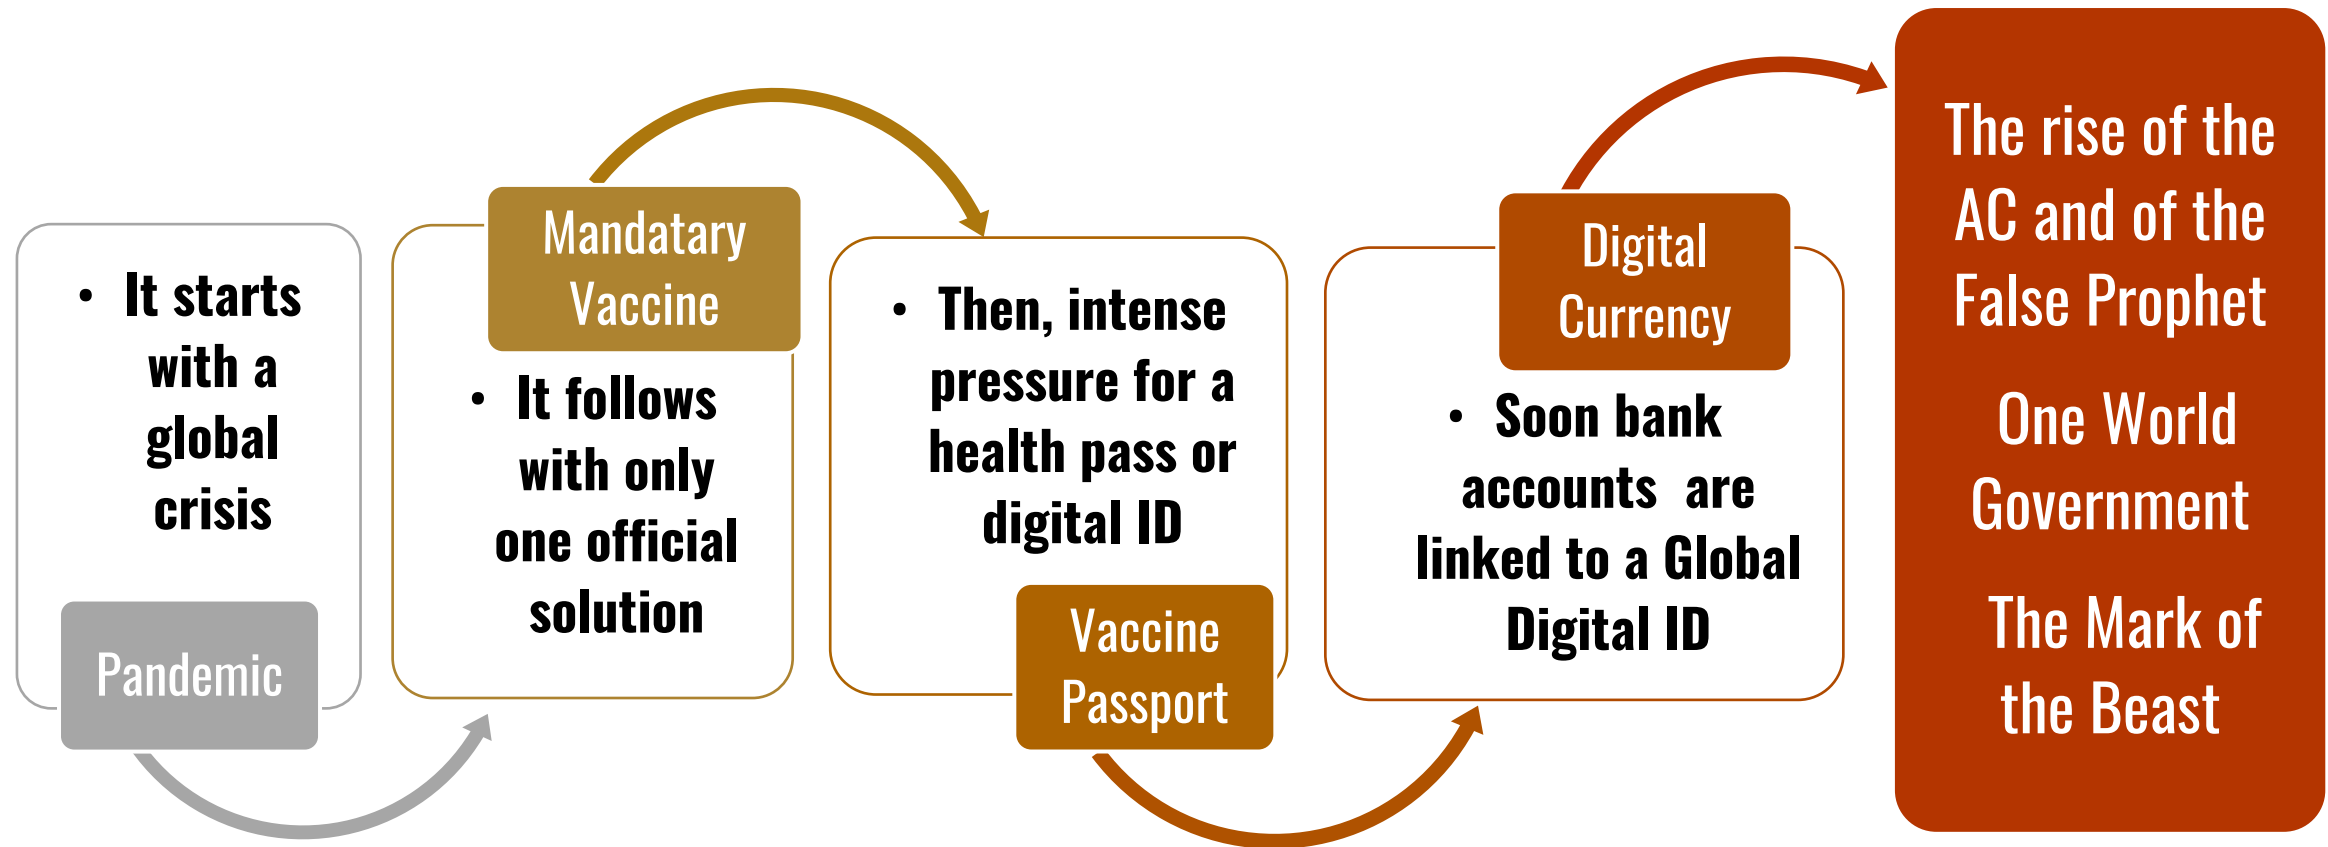 • It starts
with a
global
crisis
Pandemic
Mandatary
Vaccine
• It follows
with only
one official
solution
• Then, intense
pressure for a
health pass or
digital ID
Vaccine
Passport
Digital
Currency
• Soon bank
accounts are
linked to a Global
Digital ID
The rise of the
AC and of the
False Prophet
One World
Government
The Mark of
the Beast